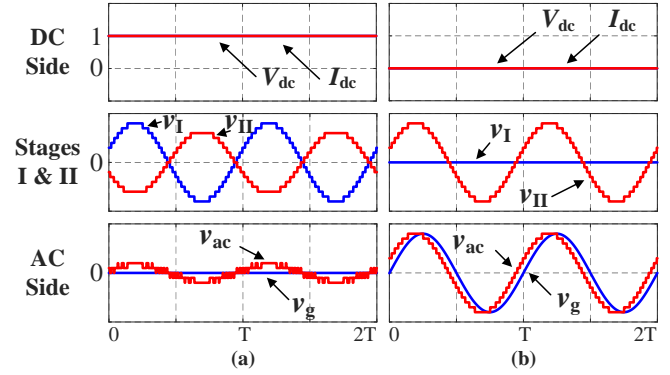 DC Side
1
0
V_dc I_dc
V_dc I_dc
Stages I & II
0
v_I v_II
v_I
v_II
AC Side
0
v_ac
v_g
v_ac
v_g
0 T 2T
0 T 2T
(a) (b)